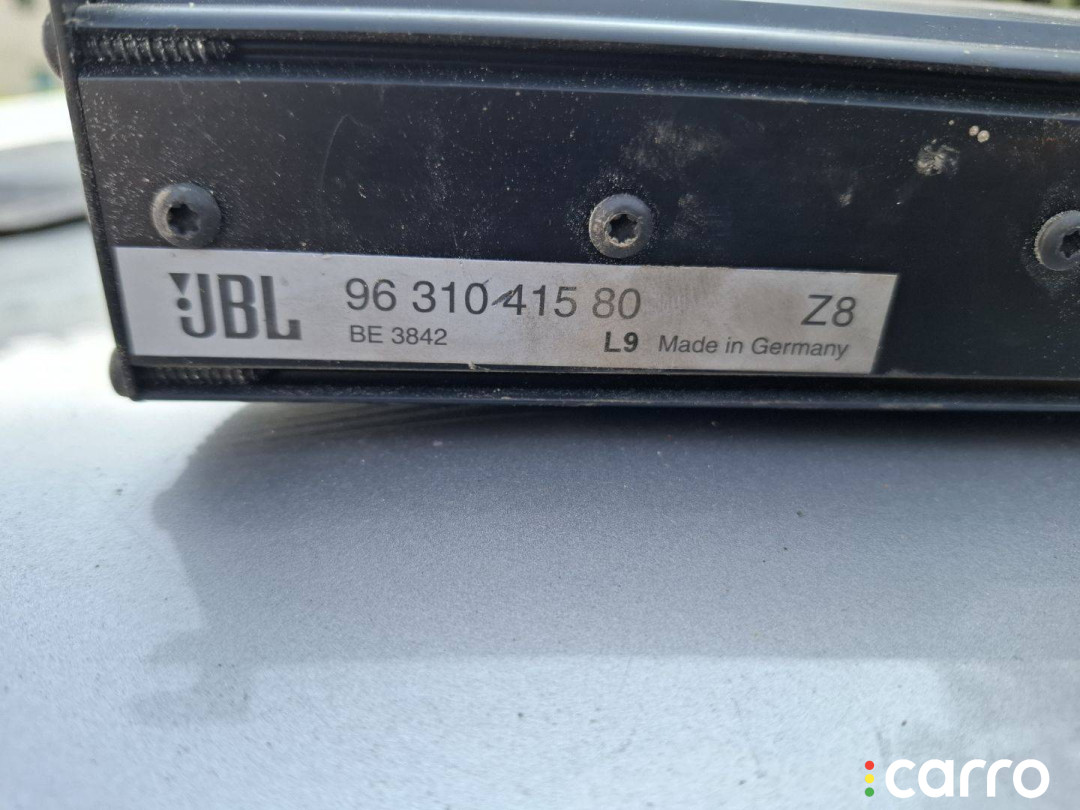 JBL 96 310 415 80 Z8
BE 3842 L9 Made in Germany
carro